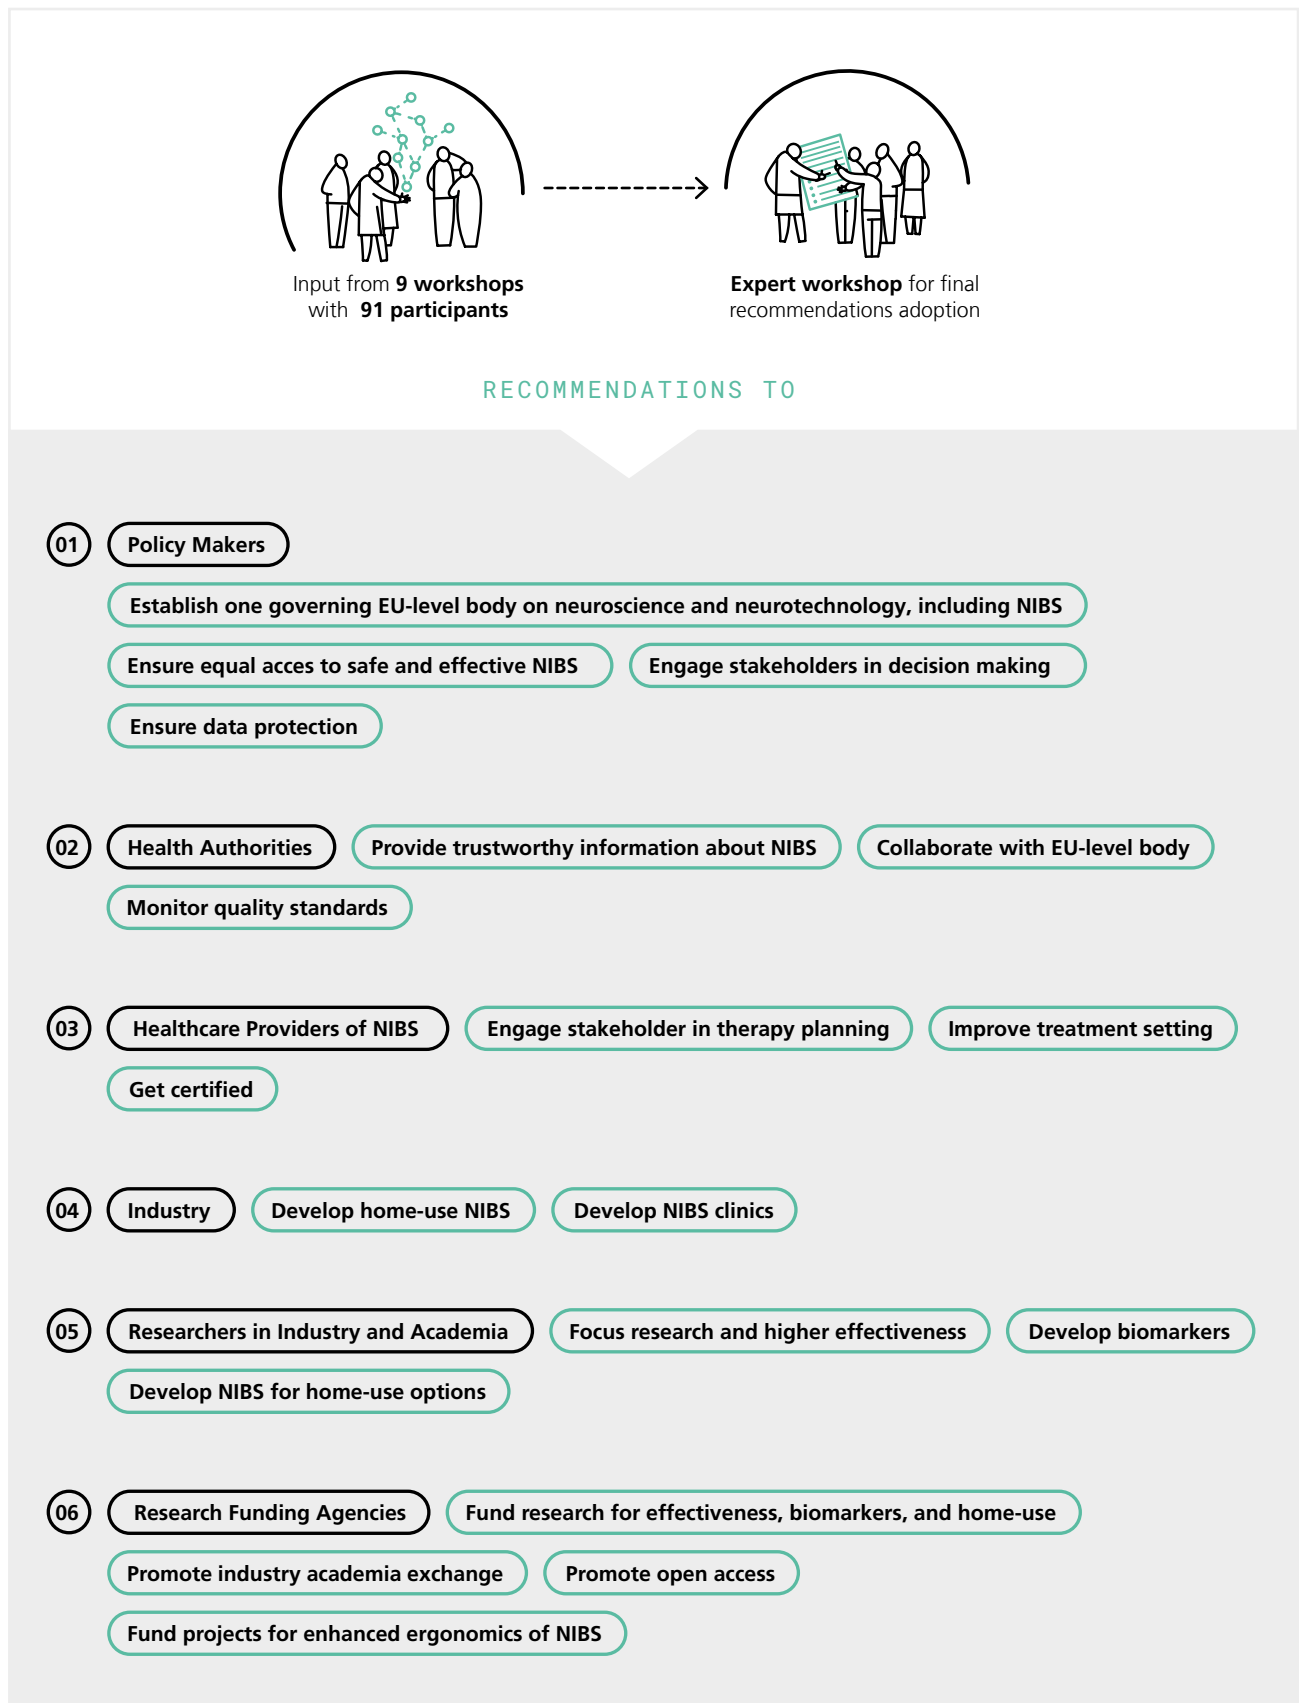 Input from 9 workshops
with 91 participants
Expert workshop for final
recommendations adoption
RECOMMENDATIONS TO
01
Policy Makers
Establish one governing EU-level body on neuroscience and neurotechnology, including NIBS
Ensure equal acces to safe and effective NIBS
Engage stakeholders in decision making
Ensure data protection
02
Health Authorities
Provide trustworthy information about NIBS
Collaborate with EU-level body
Monitor quality standards
03
Healthcare Providers of NIBS
Engage stakeholder in therapy planning
Improve treatment setting
Get certified
04
Industry
Develop home-use NIBS
Develop NIBS clinics
05
Researchers in Industry and Academia
Focus research and higher effectiveness
Develop biomarkers
Develop NIBS for home-use options
06
Research Funding Agencies
Fund research for effectiveness, biomarkers, and home-use
Promote industry academia exchange
Promote open access
Fund projects for enhanced ergonomics of NIBS